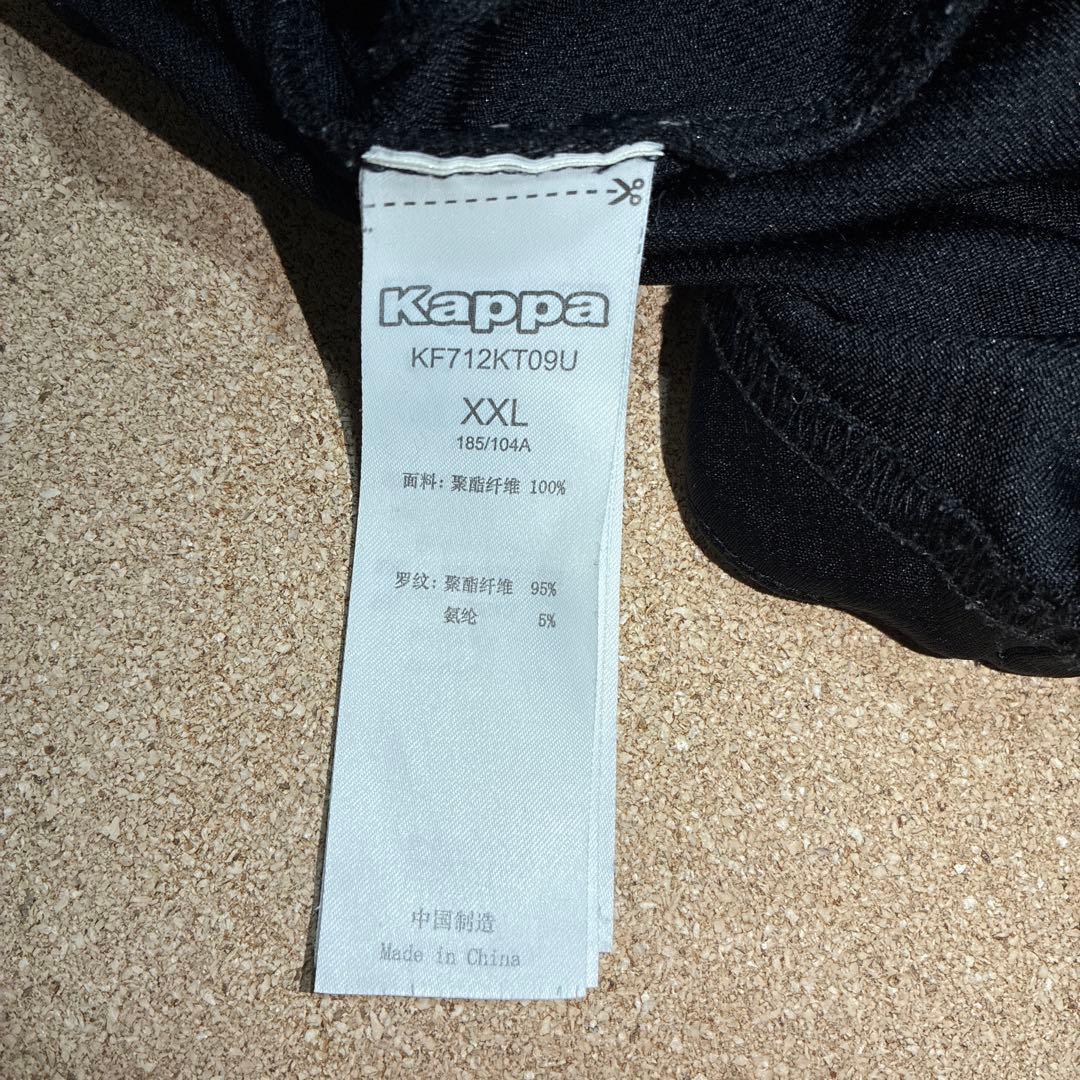 Kappa
KF712KT09U
XXL
185/104A
面料: 聚酯纤维 100%
罗纹: 聚酯纤维 95%
氨纶 5%
中国制造
Made in China